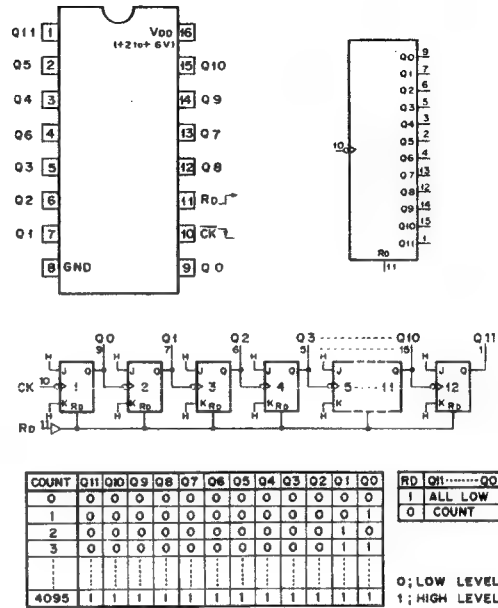 Q11 1 VDD 16
(+2 to + 6V)
Q5 2 15 Q10
Q4 3 14 Q9
Q6 4 13 Q7
Q3 5 12 Q8
Q2 6 11 RD
Q1 7 10 CK
8 GND 9 Q0
Q0 9
Q1 7
Q2 6
Q3 5
Q4 3
Q5 2
10 Q6 4
Q7 13
Q8 12
Q9 14
Q10 15
Q11 1
RD
11
Q0 Q1 Q2 Q3 Q10 Q11
H 9 H 7 H 6 H 5 15 H 1
J Q J Q J Q J Q J Q J Q
CK 10 1 2 3 4 5 11 12
K RD K RD K RD K RD K RD K RD
H H H H H H
RD 11
COUNT Q11 Q10 Q9 Q8 Q7 Q6 Q5 Q4 Q3 Q2 Q1 Q0
0 0 0 0 0 0 0 0 0 0 0 0 0
1 0 0 0 0 0 0 0 0 0 0 0 1
2 0 0 0 0 0 0 0 0 0 0 1 0
3 0 0 0 0 0 0 0 0 0 0 1 1
4095 1 1 1 1 1 1 1 1 1 1 1 1
RD Q11--------Q0
1 ALL LOW
0 COUNT
0; LOW LEVEL
1; HIGH LEVEL